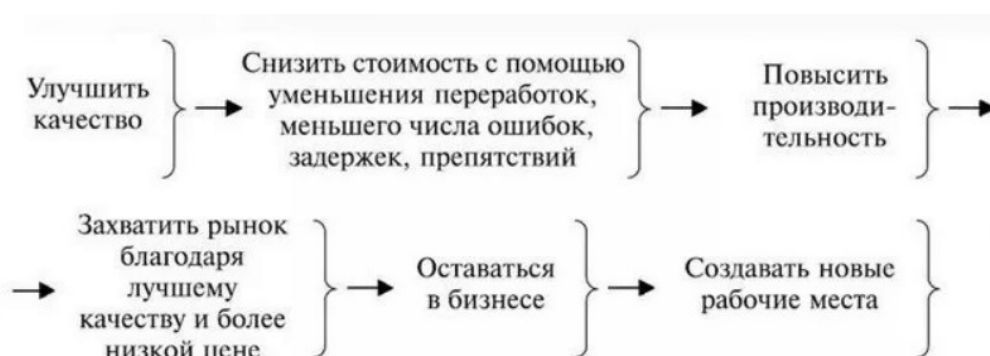 Улучшить
качество
Снизить стоимость с помощью
уменьшения переработок,
меньшего числа ошибок,
задержек, препятствий
Повысить
производи-
тельность
Захватить рынок
благодаря
лучшему
качеству и более
низкой цене
Оставаться
в бизнесе
Создавать новые
рабочие места